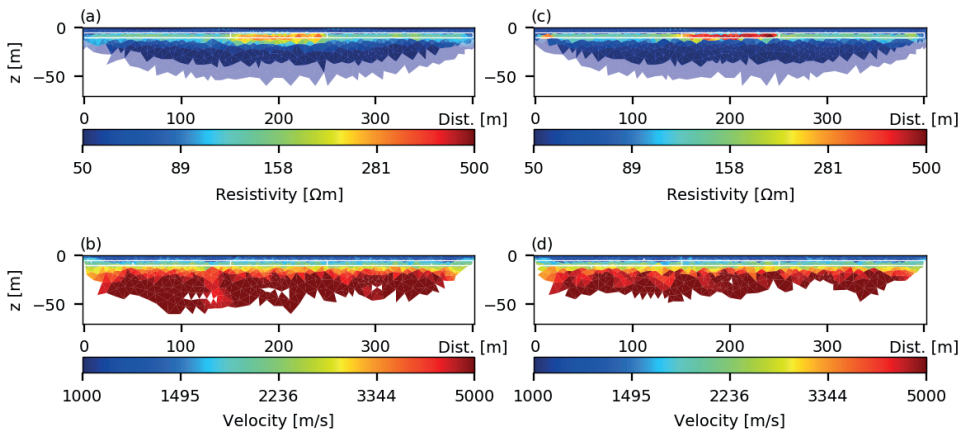 (a)
z [m]
0
−50
0 100 200 300 Dist. [m]
50 89 158 281 500
Resistivity [Ωm]
(c)
0
−50
0 100 200 300 Dist. [m]
50 89 158 281 500
Resistivity [Ωm]
(b)
z [m]
0
−50
0 100 200 300 Dist. [m]
1000 1495 2236 3344 5000
Velocity [m/s]
(d)
0
−50
0 100 200 300 Dist. [m]
1000 1495 2236 3344 5000
Velocity [m/s]